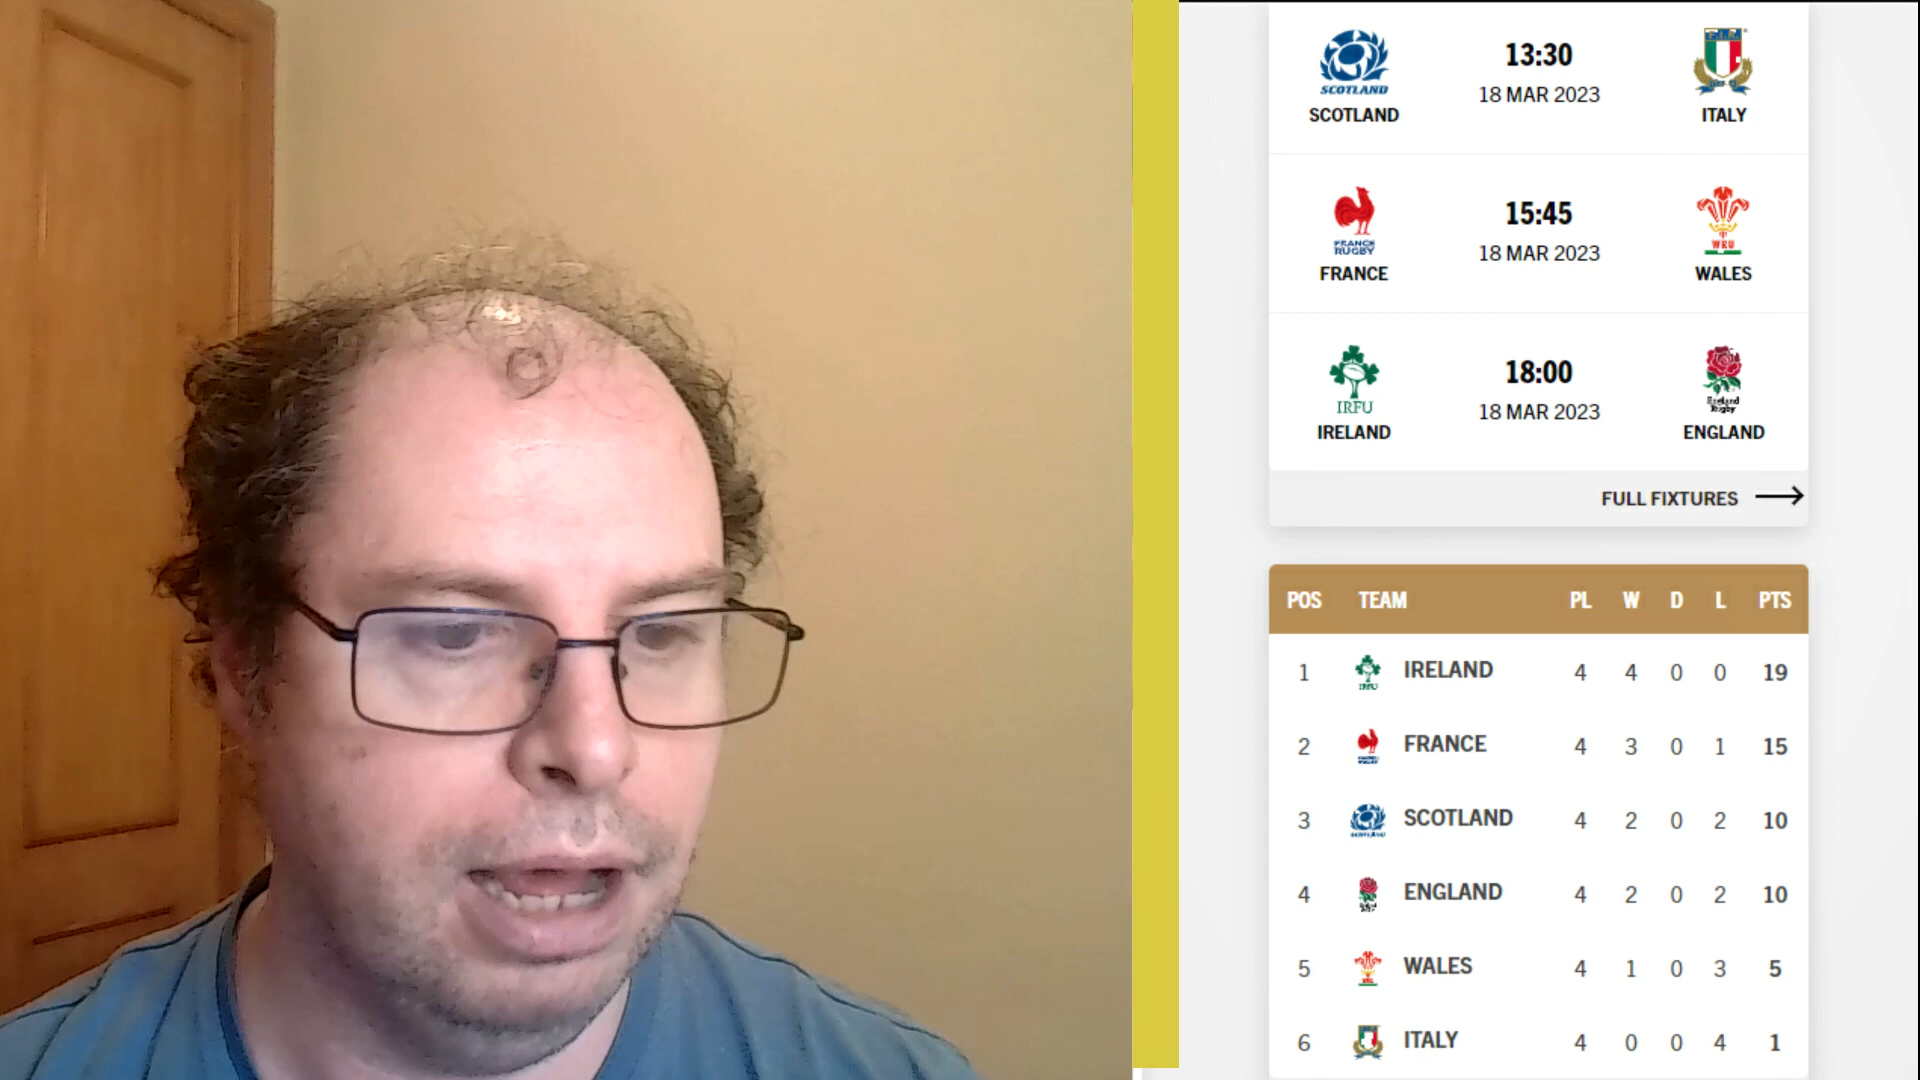 SCOTLAND
13:30
18 MAR 2023
SCOTLAND
ITALY
FRANCE
RUGBY
15:45
18 MAR 2023
WRU
FRANCE
WALES
IRFU
18:00
18 MAR 2023
England
Rugby
IRELAND
ENGLAND
FULL FIXTURES
POS TEAM PL W D L PTS
1 IRELAND 4 4 0 0 19
2 FRANCE 4 3 0 1 15
3 SCOTLAND 4 2 0 2 10
4 ENGLAND 4 2 0 2 10
5 WALES 4 1 0 3 5
6 ITALY 4 0 0 4 1